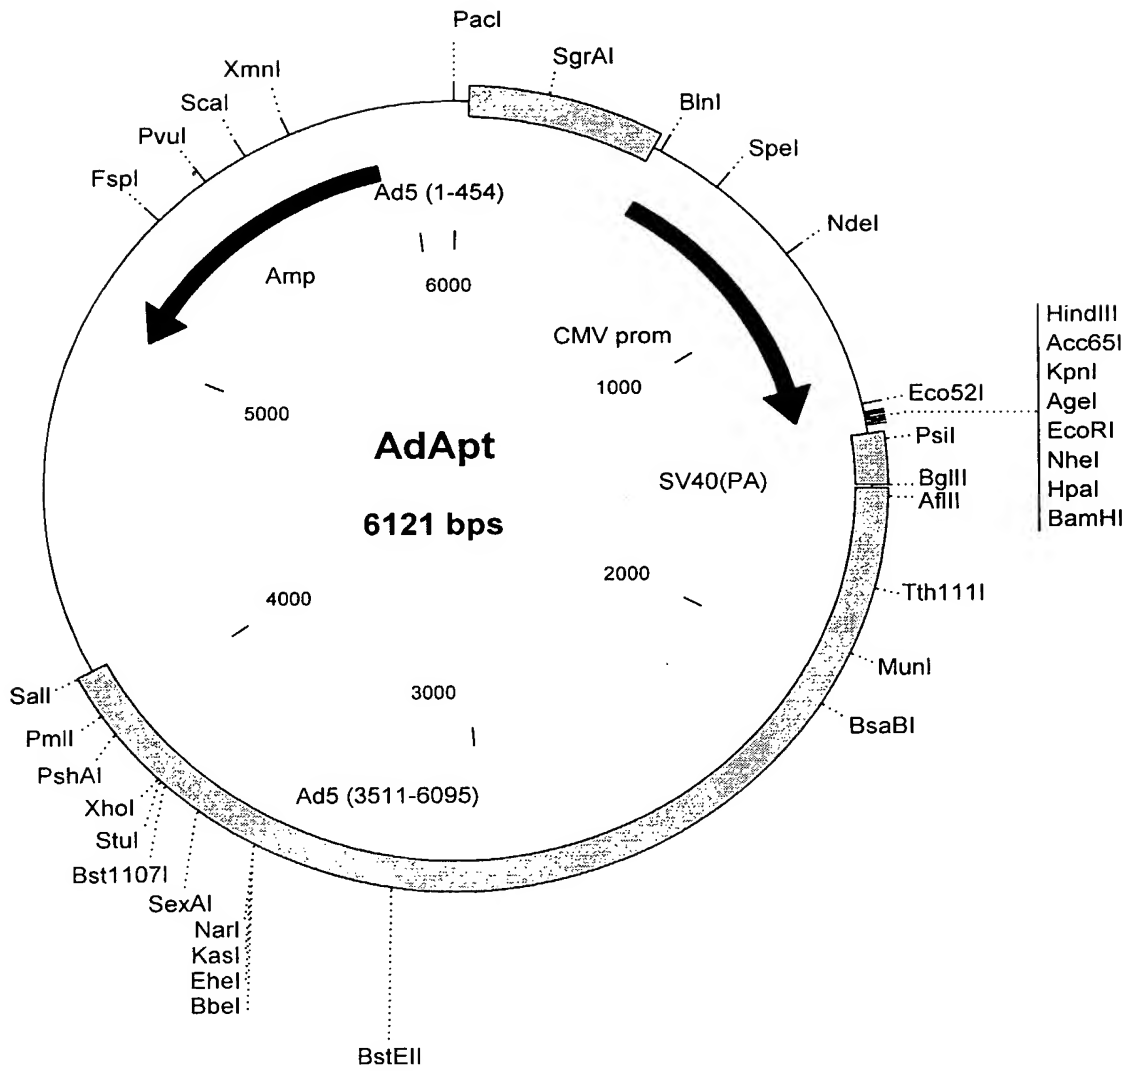 PacI
SgrAI
XmnI
BlnI
ScaI
PvuI
SpeI
FspI
Ad5 (1-454)
NdeI
Amp
6000
HindIII
CMV prom
Acc65I
KpnI
1000
Eco52I
AgeI
5000
EcoRI
AdApt
PsiI
NheI
SV40(PA)
BglII
HpaI
AflII
6121 bps
BamHI
2000
Tth111I
4000
MunI
SalI
3000
BsaBI
PmlI
PshAI
Ad5 (3511-6095)
XhoI
StuI
Bst1107I
SexAI
NarI
KasI
EheI
BbeI
BstEII